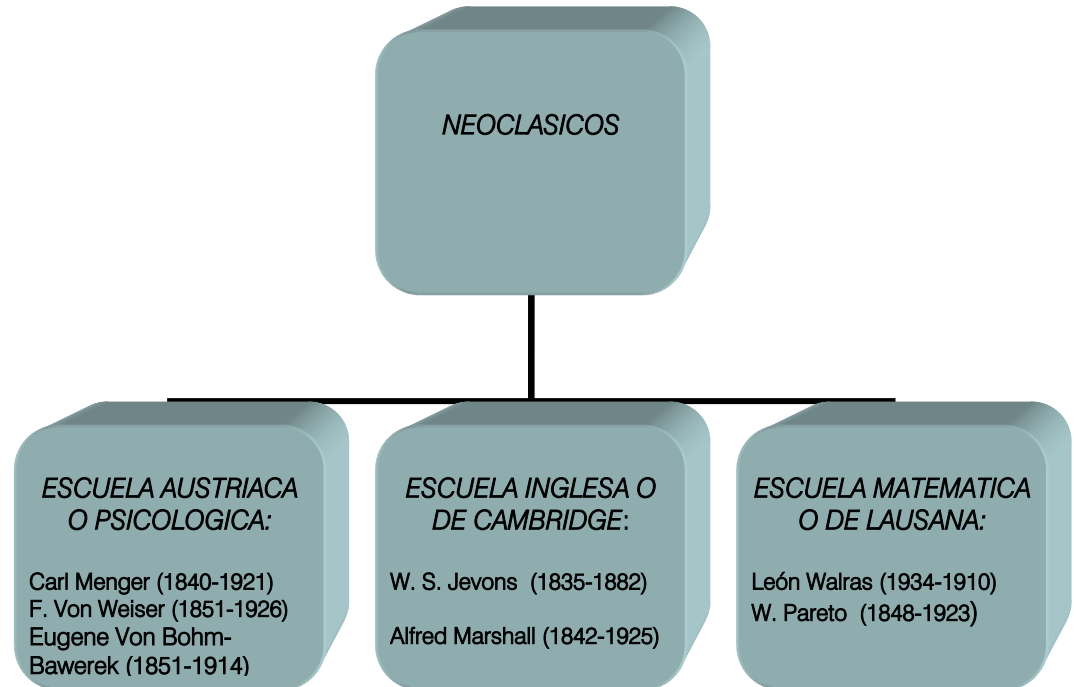 NEOCLASICOS
ESCUELA AUSTRIACA
O PSICOLOGICA:
Carl Menger (1840-1921)
F. Von Weiser (1851-1926)
Eugene Von Bohm-
Bawerek (1851-1914)
ESCUELA INGLESA O
DE CAMBRIDGE:
W. S. Jevons (1835-1882)
Alfred Marshall (1842-1925)
ESCUELA MATEMATICA
O DE LAUSANA:
León Walras (1934-1910)
W. Pareto (1848-1923)